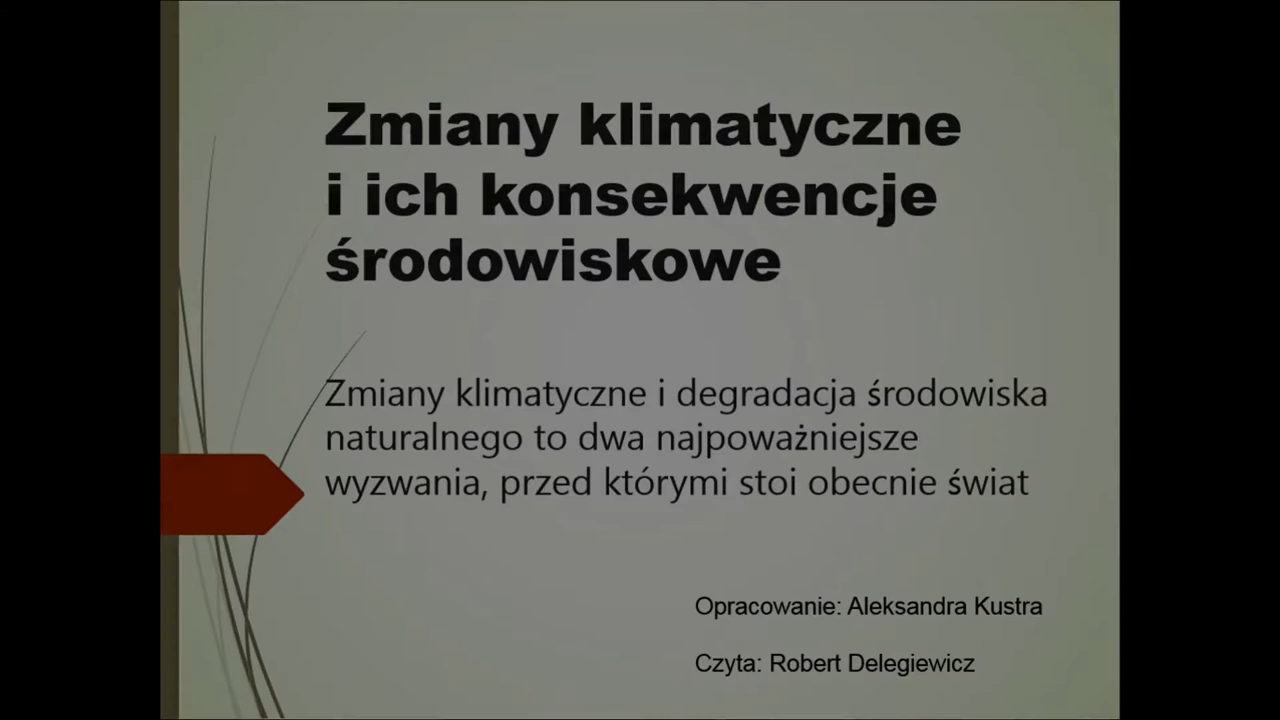 Zmiany klimatyczne
i ich konsekwencje
środowiskowe
Zmiany klimatyczne i degradacja środowiska
naturalnego to dwa najpoważniejsze
wyzwania, przed którymi stoi obecnie świat
Opracowanie: Aleksandra Kustra
Czyta: Robert Delegiewicz